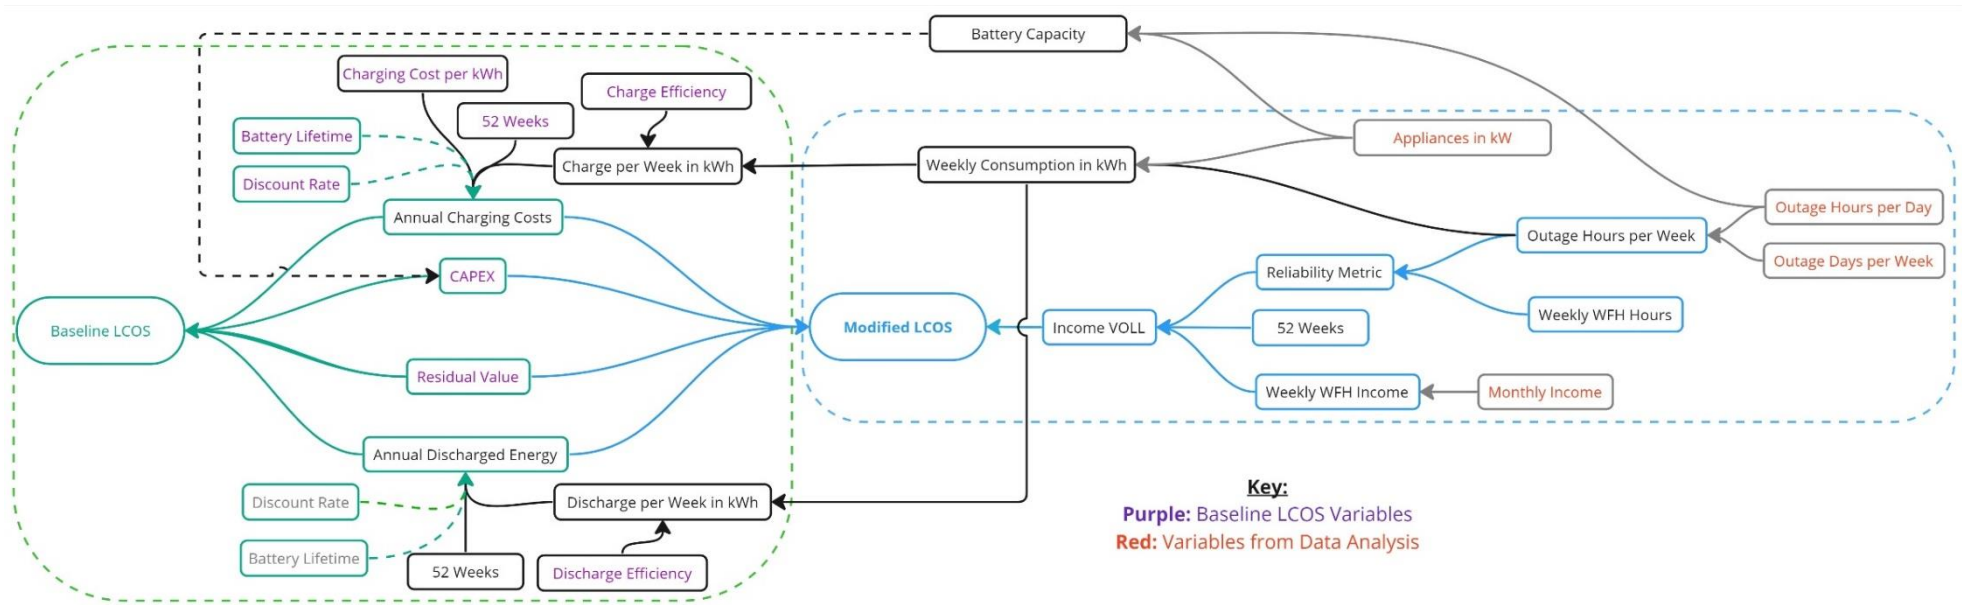 Battery Capacity
Charging Cost per kWh
Charge Efficiency
52 Weeks
Battery Lifetime
Appliances in kW
Charge per Week in kWh
Weekly Consumption in kWh
Discount Rate
Annual Charging Costs
Outage Hours per Day
Outage Hours per Week
Outage Days per Week
CAPEX
Reliability Metric
Weekly WFH Hours
Baseline LCOS
Modified LCOS
Income VOLL
52 Weeks
Residual Value
Weekly WFH Income
Monthly Income
Annual Discharged Energy
Discount Rate
Discharge per Week in kWh
Battery Lifetime
52 Weeks
Discharge Efficiency
Key:
Purple: Baseline LCOS Variables
Red: Variables from Data Analysis